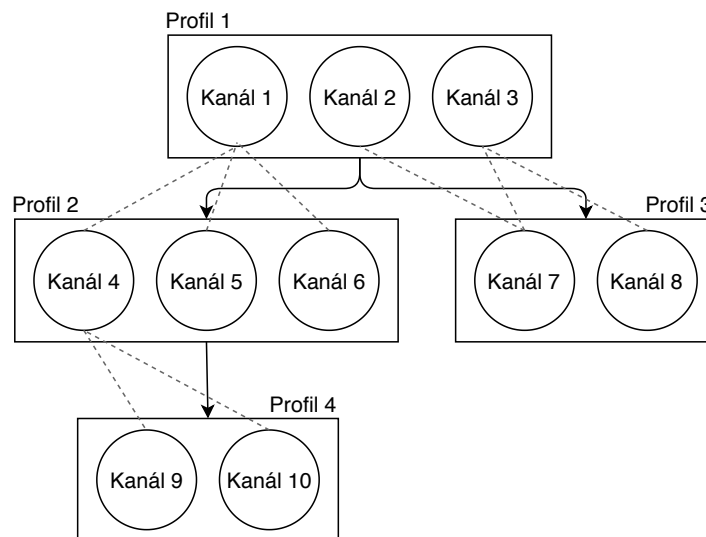 Profil 1
Kanál 1 Kanál 2 Kanál 3
Profil 2 Profil 3
Kanál 4 Kanál 5 Kanál 6 Kanál 7 Kanál 8
Profil 4
Kanál 9 Kanál 10